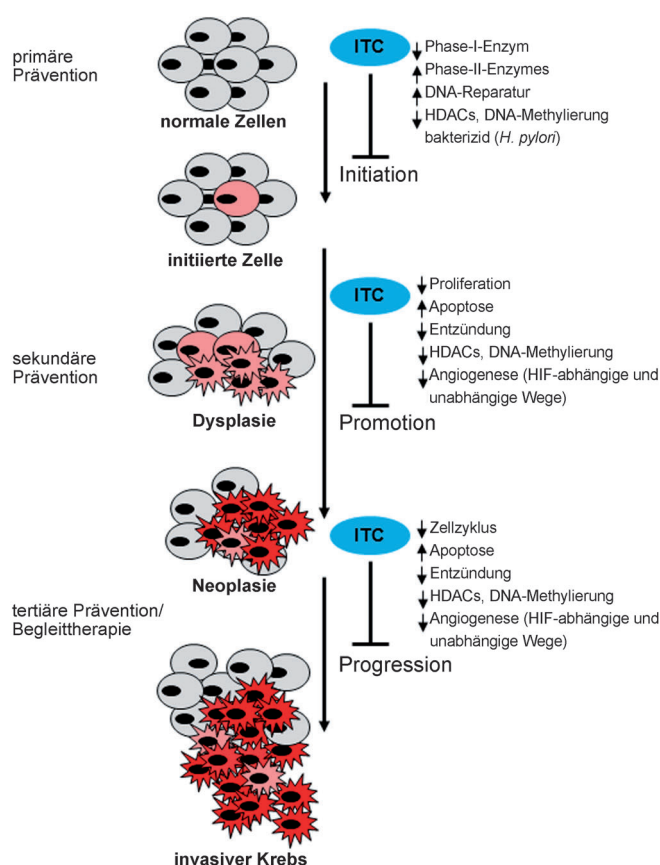 primäre
Prävention
normale Zellen
ITC
Phase-I-Enzym
Phase-II-Enzymes
DNA-Reparatur
HDACs, DNA-Methylierung
bakterizid (H. pylori)
Initiation
initiierte Zelle
ITC
Proliferation
Apoptose
Entzündung
HDACs, DNA-Methylierung
Angiogenese (HIF-abhängige und
unabhängige Wege)
sekundäre
Prävention
Dysplasie
Promotion
Neoplasie
ITC
Zellzyklus
Apoptose
Entzündung
HDACs, DNA-Methylierung
Angiogenese (HIF-abhängige und
unabhängige Wege)
tertiäre Prävention/
Begleittherapie
Progression
invasiver Krebs